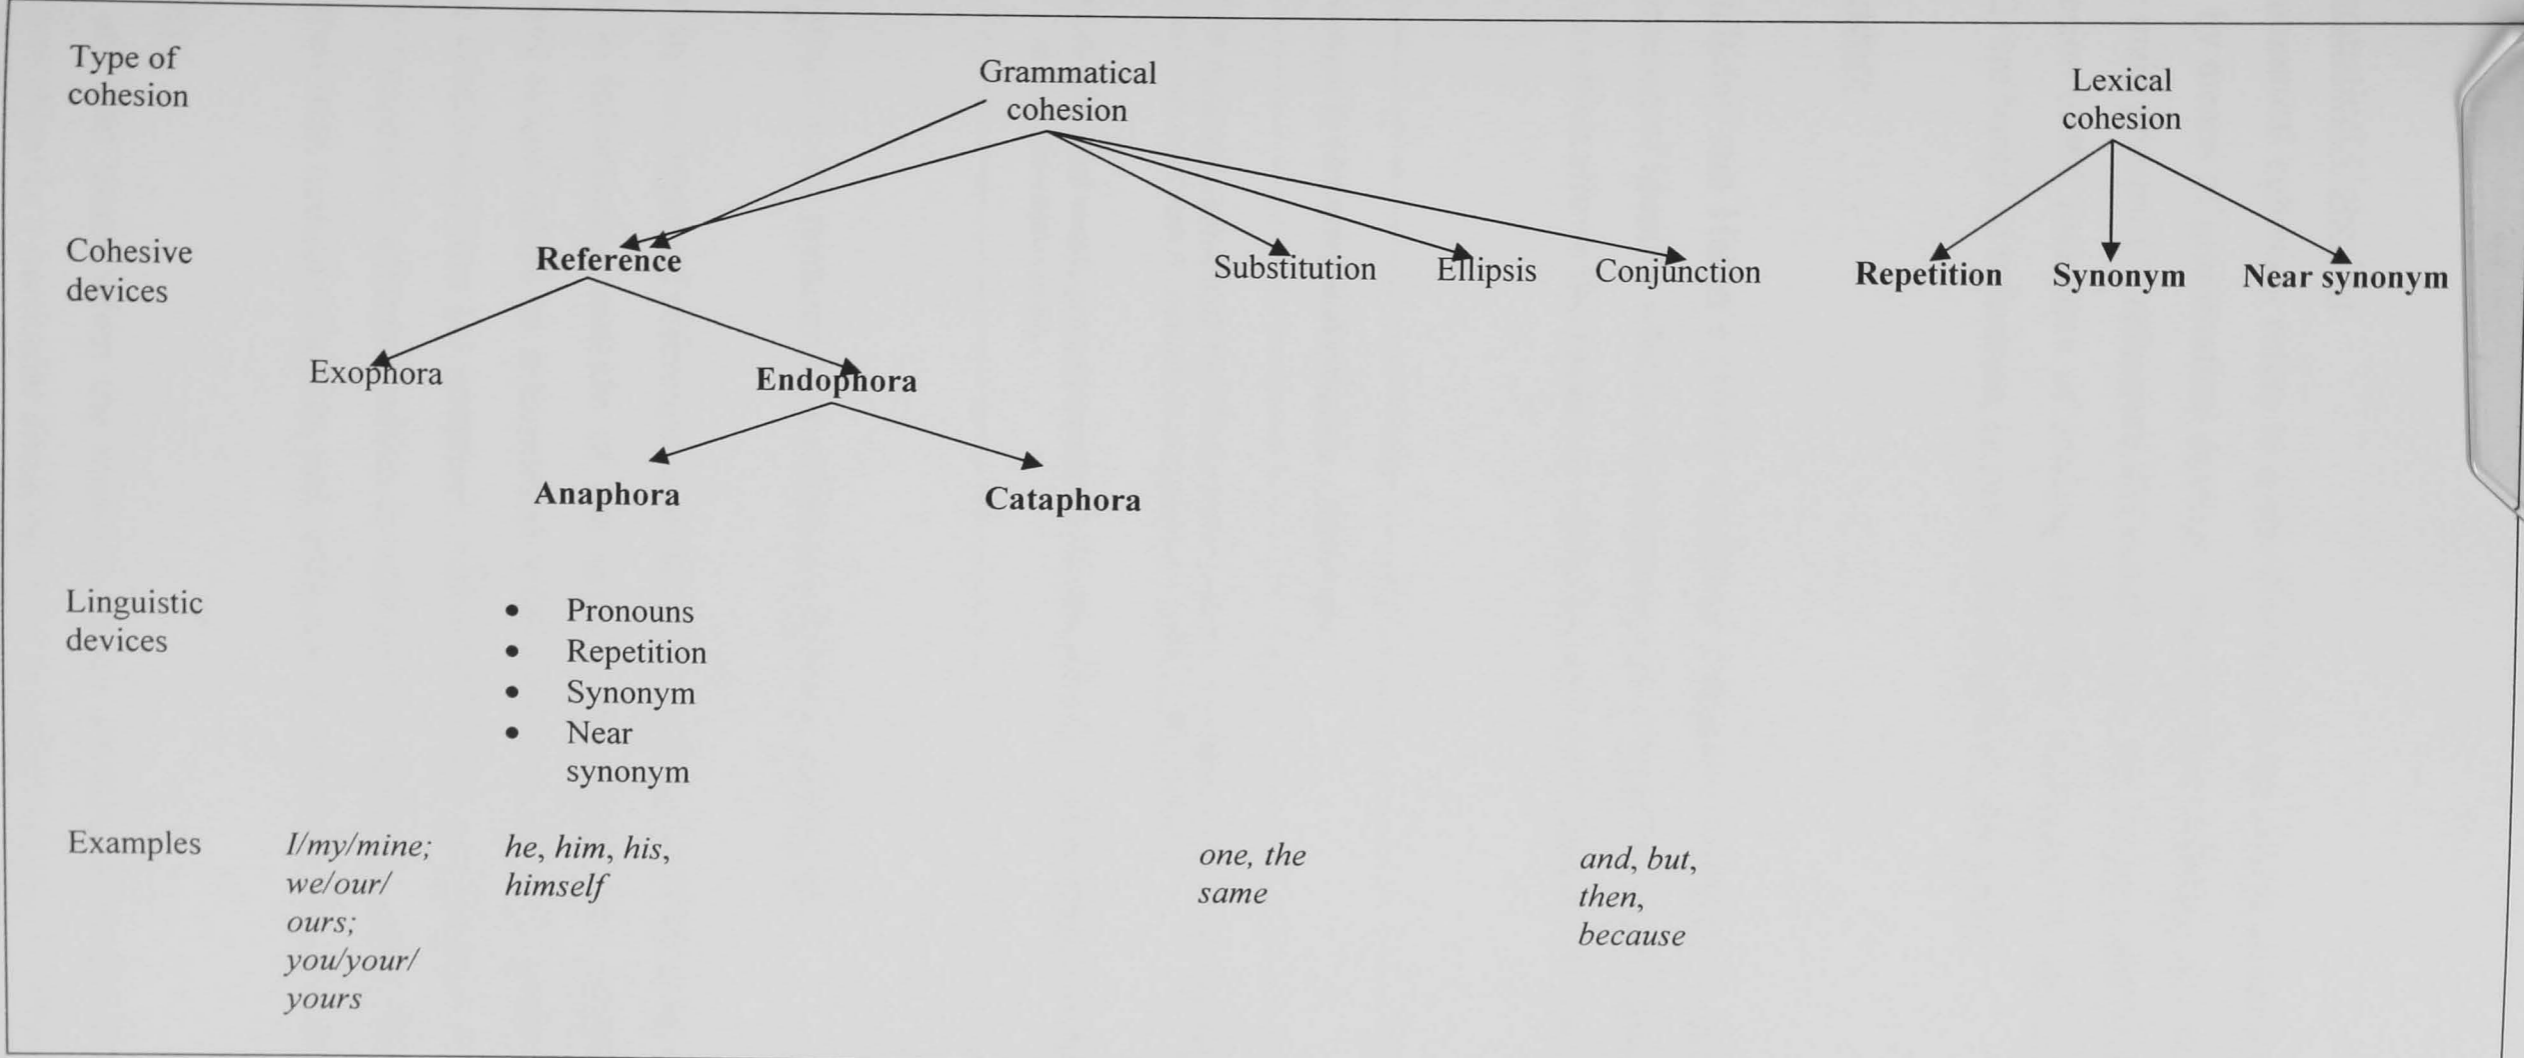 Type of
cohesion
Grammatical
cohesion
Lexical
cohesion
Cohesive
devices
Reference
Substitution
Ellipsis
Conjunction
Repetition
Synonym
Near synonym
Exophora
Endophora
Anaphora
Cataphora
Linguistic
devices
• Pronouns
• Repetition
• Synonym
• Near
synonym
Examples
I/my/mine;
we/our/
ours;
you/your/
yours
he, him, his,
himself
one, the
same
and, but,
then,
because